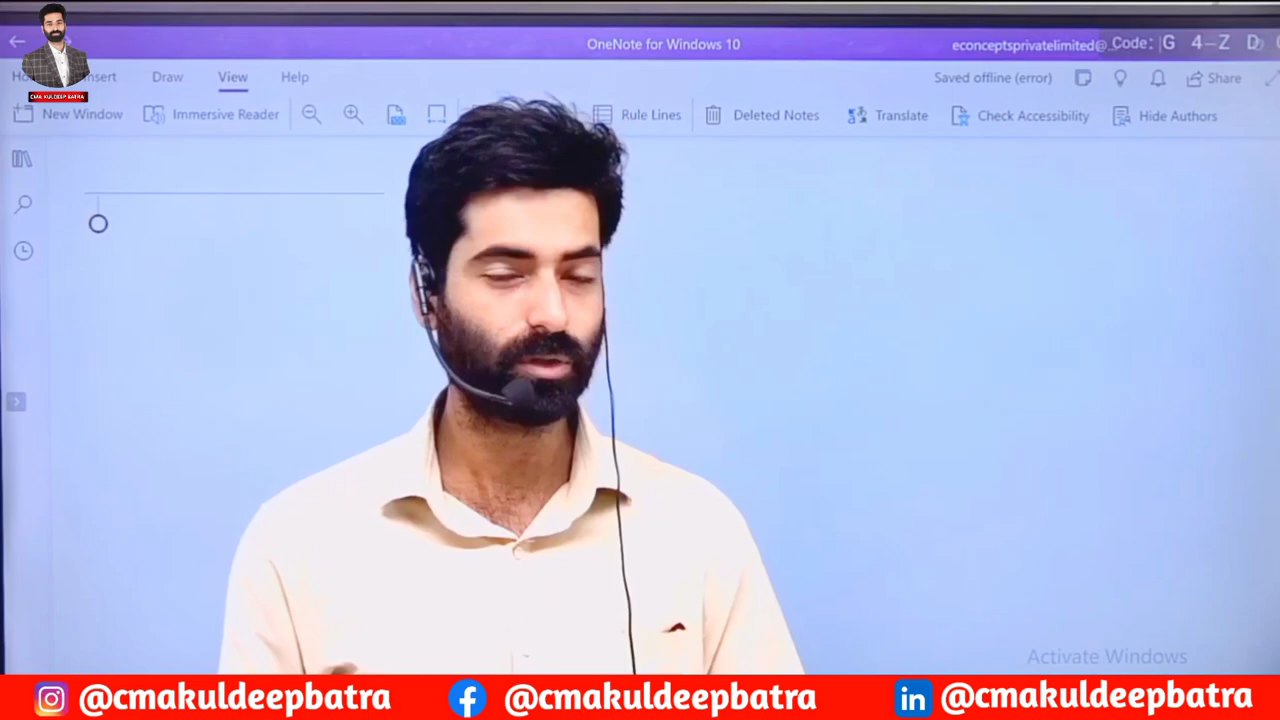 OneNote for Windows 10
econceptsprivatelimited@...
Code: G 4-Z D
CMA KULDEEP BATRA
Insert Draw View Help
Saved offline (error) Share
New Window Immersive Reader Rule Lines Deleted Notes Translate Check Accessibility Hide Authors
Activate Windows
@cmakuldeepbatra @cmakuldeepbatra in @cmakuldeepbatra